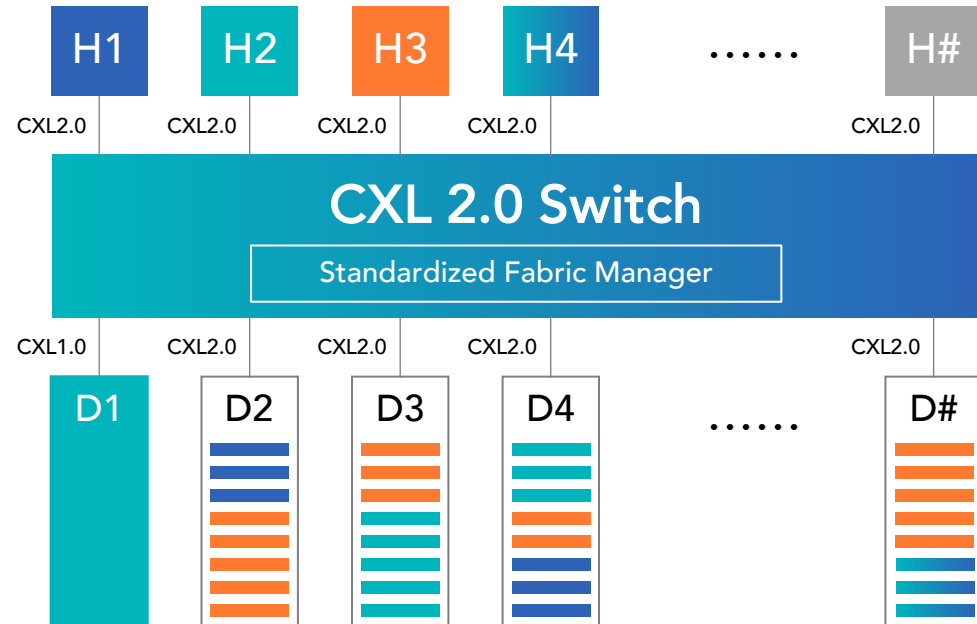 H1 H2 H3 H4 ...... H#
CXL2.0 CXL2.0 CXL2.0 CXL2.0 CXL2.0
CXL 2.0 Switch
Standardized Fabric Manager
CXL1.0 CXL2.0 CXL2.0 CXL2.0 CXL2.0
D1 D2 D3 D4 ...... D#